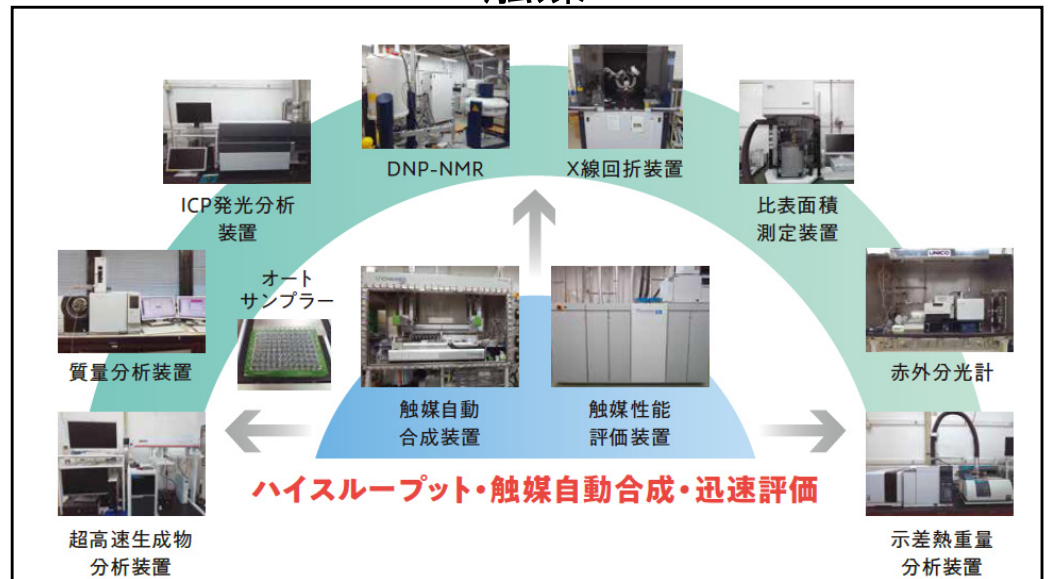 触媒
DNP-NMR
X線回折装置
ICP発光分析
装置
比表面積
測定装置
オート
サンプラー
質量分析装置
赤外分光計
触媒自動
合成装置
触媒性能
評価装置
ハイスループット・触媒自動合成・迅速評価
超高速生成物
分析装置
示差熱重量
分析装置
UNICO